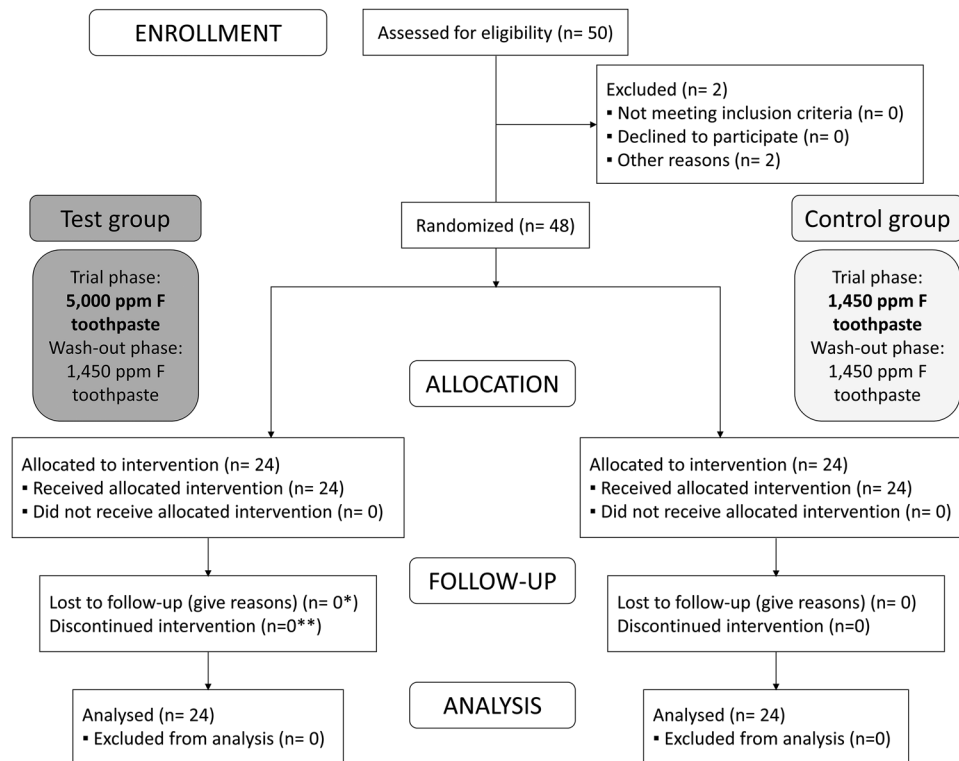 ENROLLMENT
Assessed for eligibility (n= 50)
Excluded (n= 2)
▪ Not meeting inclusion criteria (n= 0)
▪ Declined to participate (n= 0)
▪ Other reasons (n= 2)
Randomized (n= 48)
Test group
Trial phase:
5,000 ppm F
toothpaste
Wash-out phase:
1,450 ppm F
toothpaste
Control group
Trial phase:
1,450 ppm F
toothpaste
Wash-out phase:
1,450 ppm F
toothpaste
ALLOCATION
Allocated to intervention (n= 24)
▪ Received allocated intervention (n= 24)
▪ Did not receive allocated intervention (n= 0)
Allocated to intervention (n= 24)
▪ Received allocated intervention (n= 24)
▪ Did not receive allocated intervention (n= 0)
FOLLOW-UP
Lost to follow-up (give reasons) (n= 0*)
Discontinued intervention (n=0**)
Lost to follow-up (give reasons) (n= 0)
Discontinued intervention (n=0)
ANALYSIS
Analysed (n= 24)
▪ Excluded from analysis (n= 0)
Analysed (n= 24)
▪ Excluded from analysis (n=0)